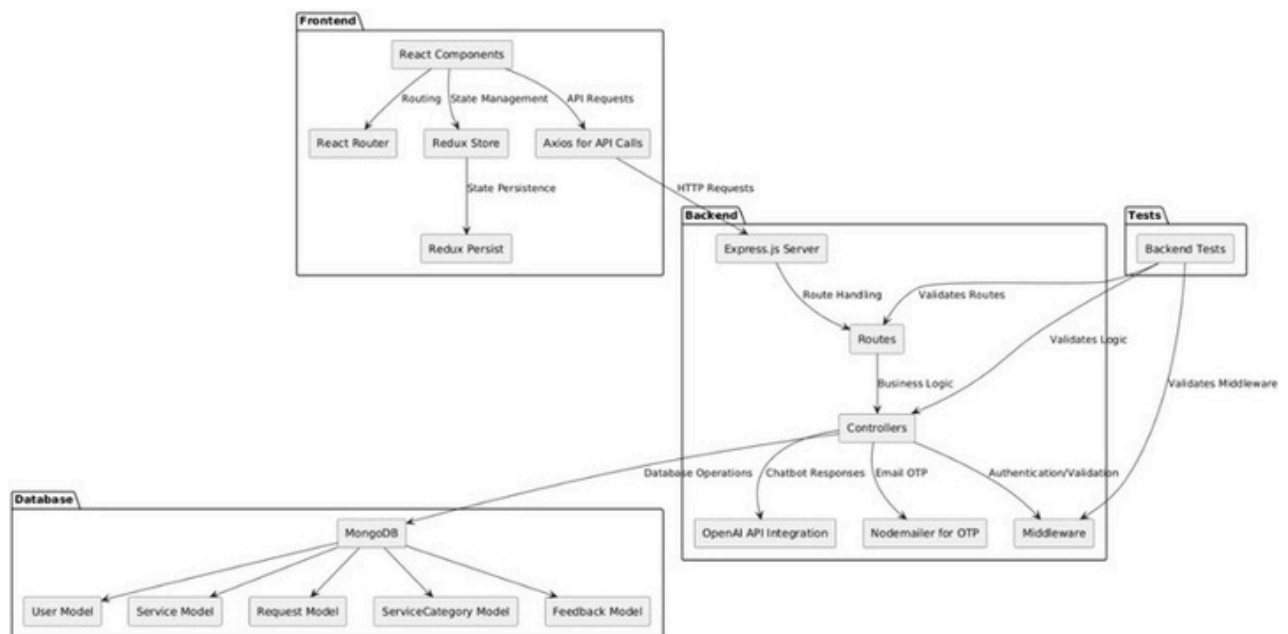 Frontend
React Components
Routing
State Management
API Requests
React Router
Redux Store
Axios for API Calls
State Persistence
HTTP Requests
Redux Persist
Backend
Tests
Express.js Server
Backend Tests
Route Handling
Validates Routes
Routes
Validates Logic
Business Logic
Validates Middleware
Controllers
Database Operations
Chatbot Responses
Email OTP
Authentication/Validation
Database
MongoDB
OpenAI API Integration
Nodemailer for OTP
Middleware
User Model
Service Model
Request Model
ServiceCategory Model
Feedback Model